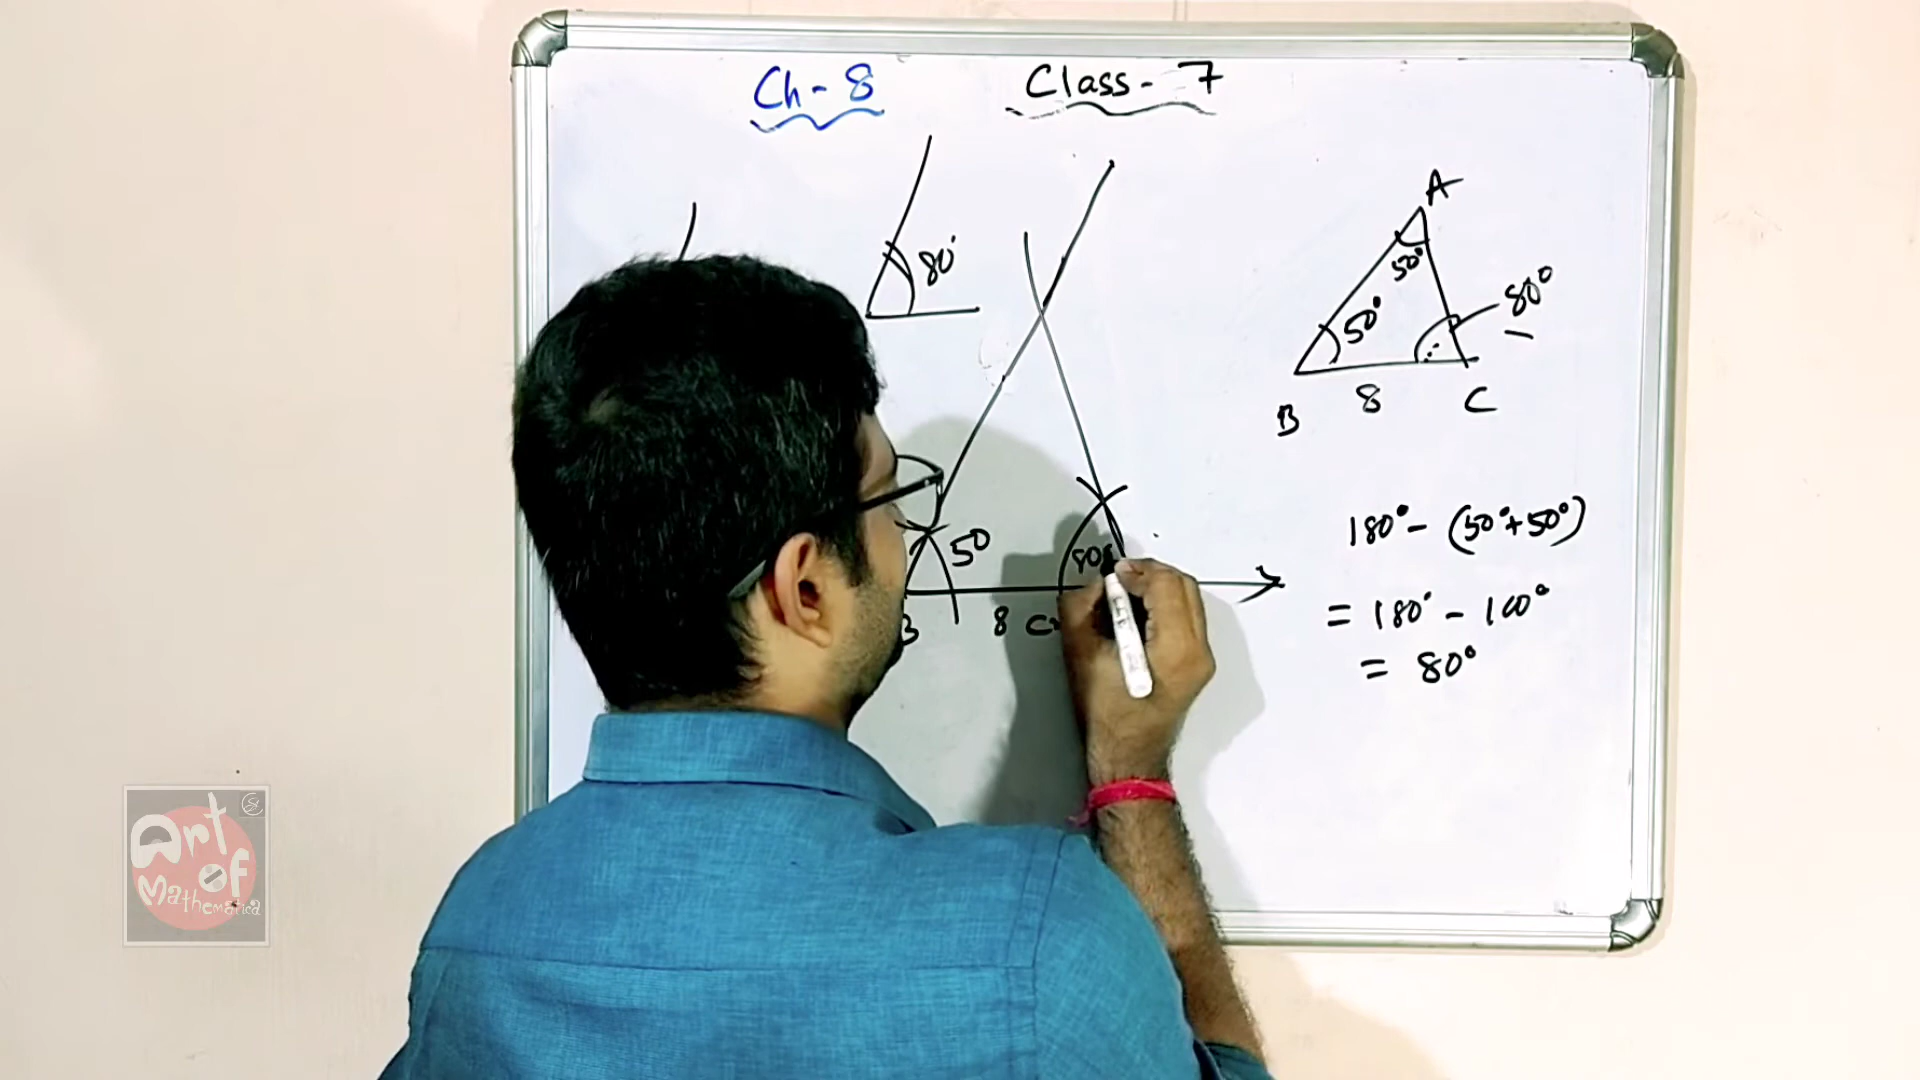 Ch - 8 Class - 7
80°
A
50°
80°
50°
B 8 C
50
80°
B 8 cm
180° - (50° + 50°)
= 180° - 100°
= 80°
Art of Mathematica